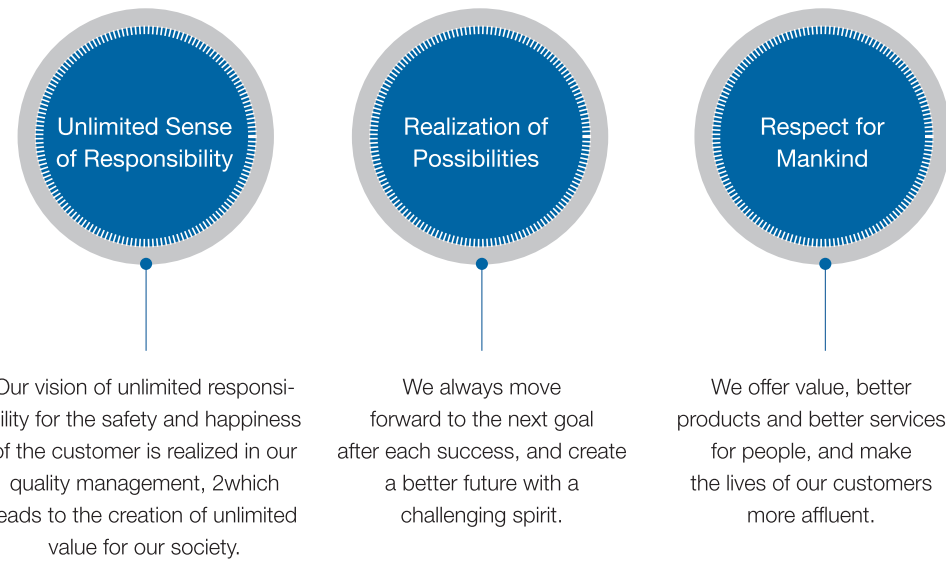 Unlimited Sense
of Responsibility
Our vision of unlimited responsi-
ility for the safety and happiness
of the customer is realized in our
quality management, 2which
eads to the creation of unlimited
value for our society.
Realization of
Possibilities
We always move
forward to the next goal
after each success, and create
a better future with a
challenging spirit.
Respect for
Mankind
We offer value, better
products and better services
for people, and make
the lives of our customers
more affluent.